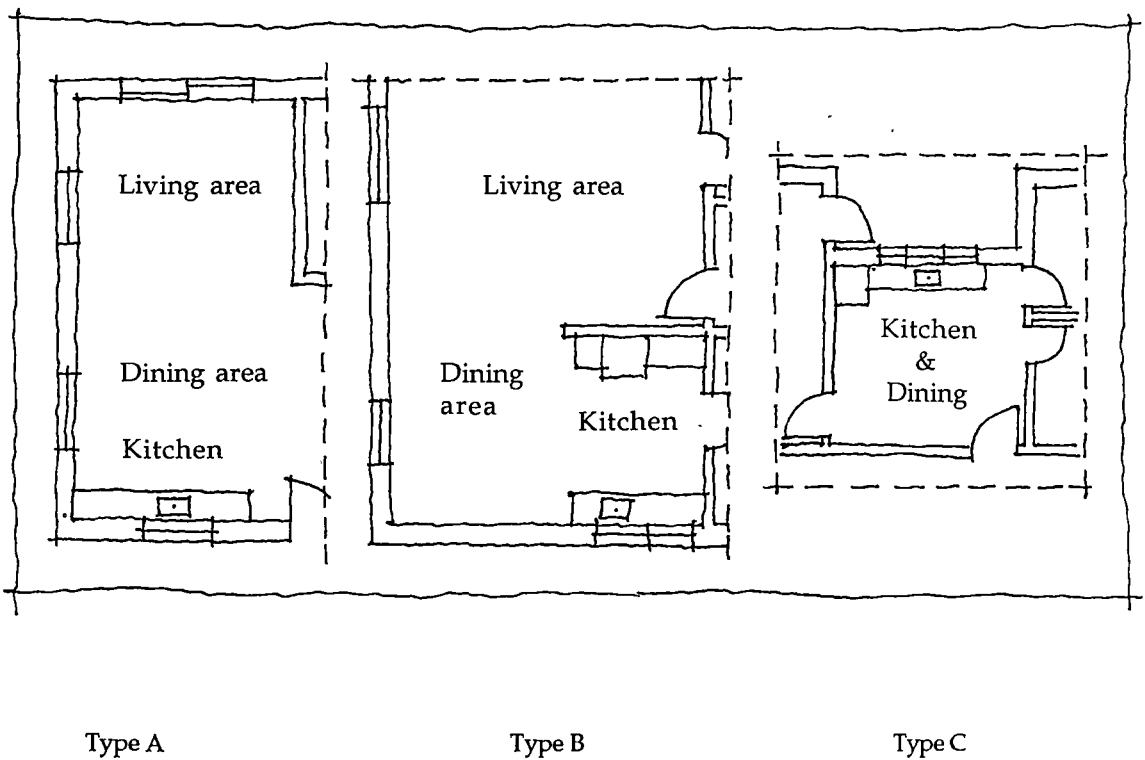 Living area
Dining area
Kitchen
Living area
Dining
area
Kitchen
Kitchen
&
Dining
Type A
Type B
Type C